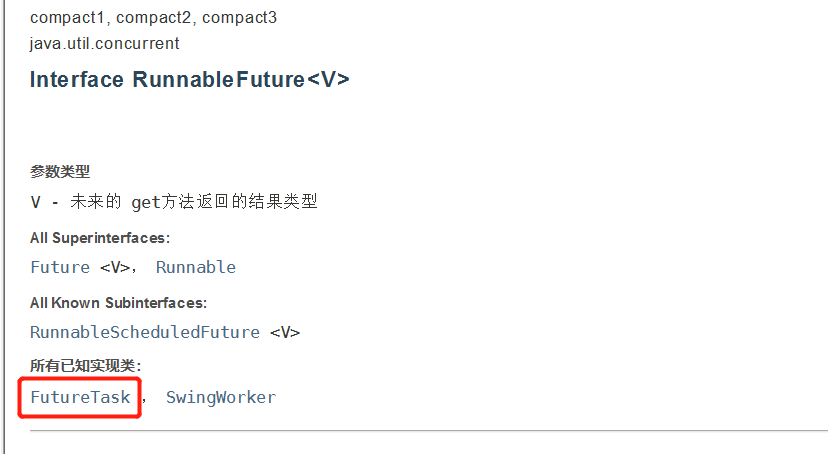 compact1, compact2, compact3
java.util.concurrent
Interface RunnableFuture<V>
参数类型
V - 未来的 get方法返回的结果类型
All Superinterfaces:
Future <V>， Runnable
All Known Subinterfaces:
RunnableScheduledFuture <V>
所有已知实现类：
FutureTask ， SwingWorker